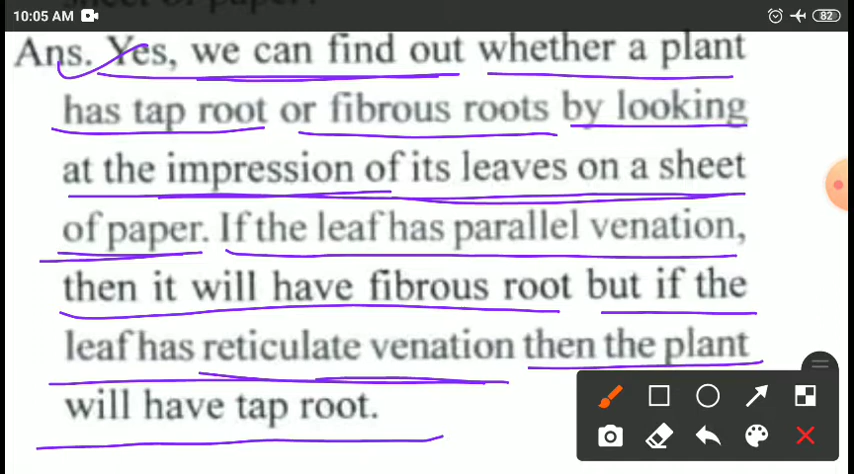 10:05 AM
82
Ans. Yes, we can find out whether a plant
has tap root or fibrous roots by looking
at the impression of its leaves on a sheet
of paper. If the leaf has parallel venation,
then it will have fibrous root but if the
leaf has reticulate venation then the plant
will have tap root.